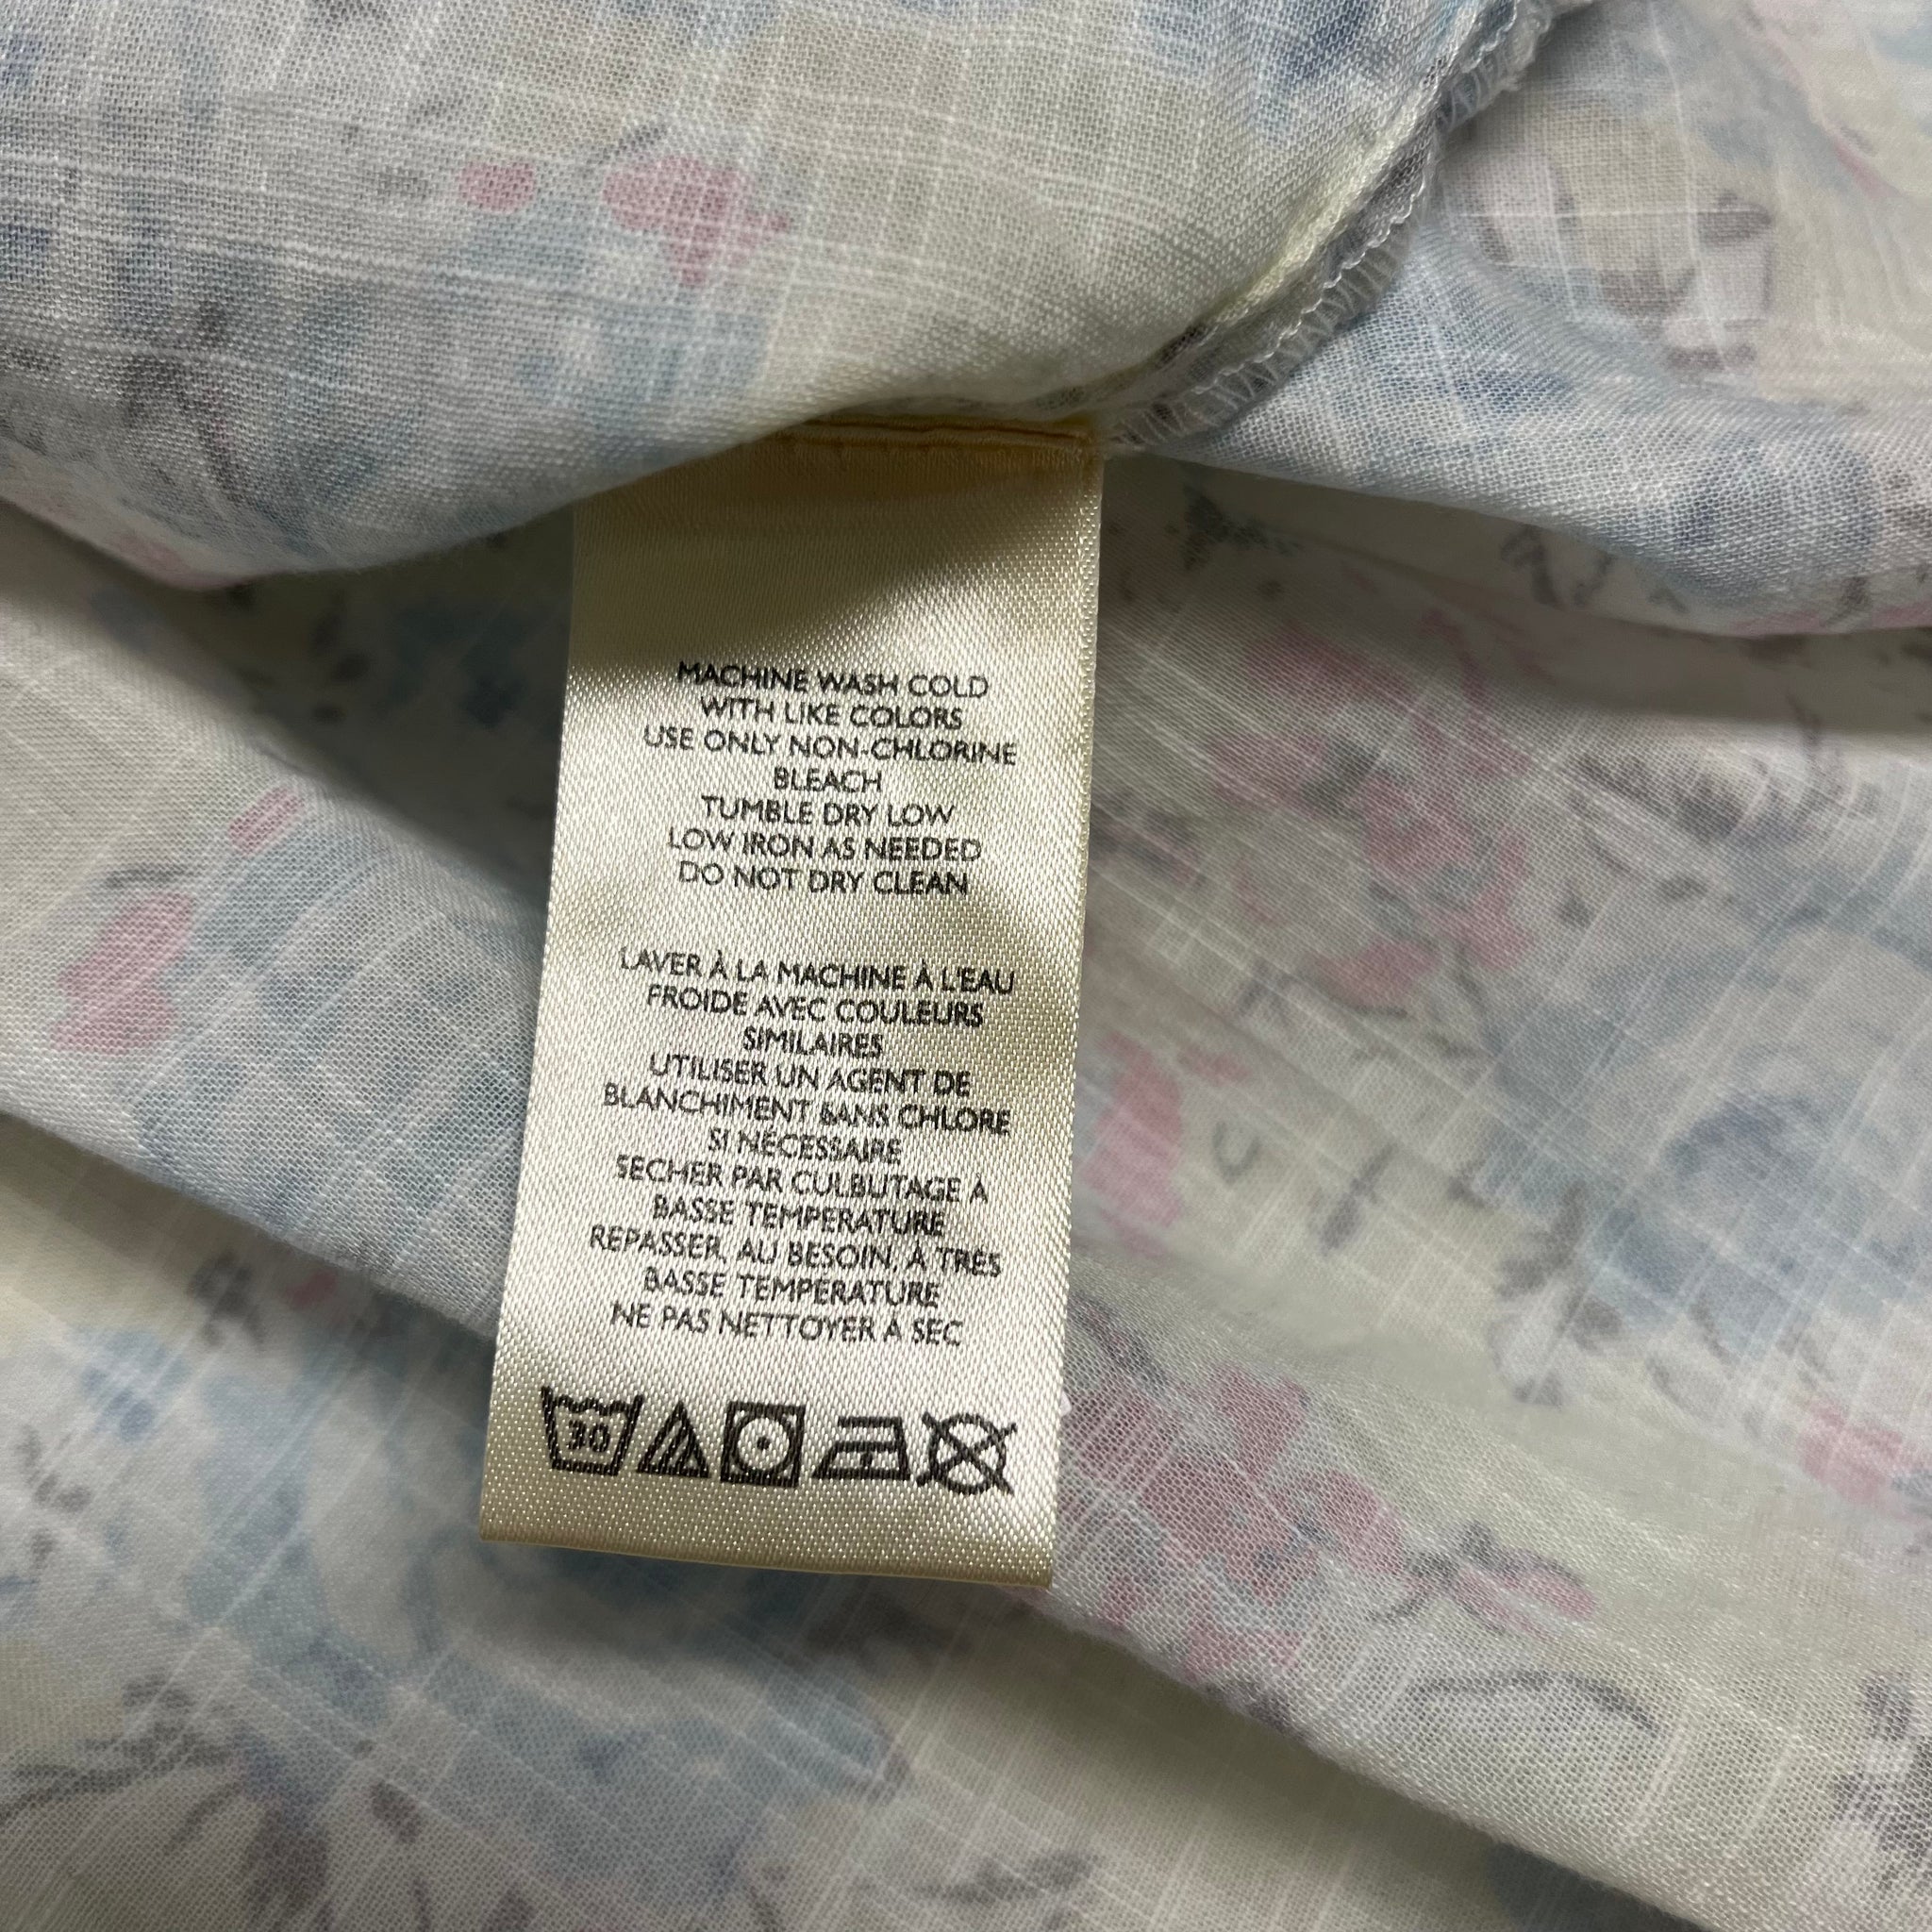 MACHINE WASH COLD
WITH LIKE COLORS
USE ONLY NON-CHLORINE
BLEACH
TUMBLE DRY LOW
LOW IRON AS NEEDED
DO NOT DRY CLEAN
LAVER À LA MACHINE À L'EAU
FROIDE AVEC COULEURS
SIMILAIRES
UTILISER UN AGENT DE
BLANCHIMENT SANS CHLORE
SI NÉCESSAIRE
SECHER PAR CULBUTAGE A
BASSE TEMPERATURE
REPASSER, AU BESOIN, A TRES
BASSE TEMPERATURE
NE PAS NETTOYER A SEC
30